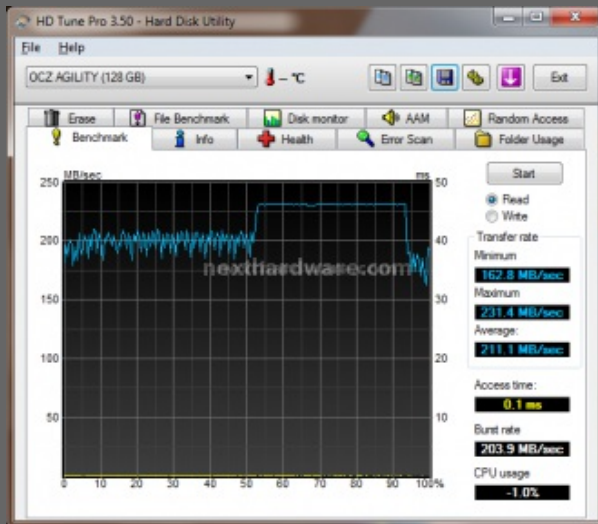 HD Tune Pro 3.50 - Hard Disk Utility
File Help
OCZ AGILITY (128 GB) – °C Exit
Erase File Benchmark Disk monitor AAM Random Access
Benchmark Info Health Error Scan Folder Usage
MB/sec ms
Start
Read
Write
Transfer rate
Minimum
162.8 MB/sec
Maximum
231.4 MB/sec
Average:
211.1 MB/sec
Access time:
0.1 ms
Burst rate
203.9 MB/sec
CPU usage
-1.0%
250 50
200 40
150 30
100 20
50 10
0 10 20 30 40 50 60 70 80 90 100%
nexthardware.com